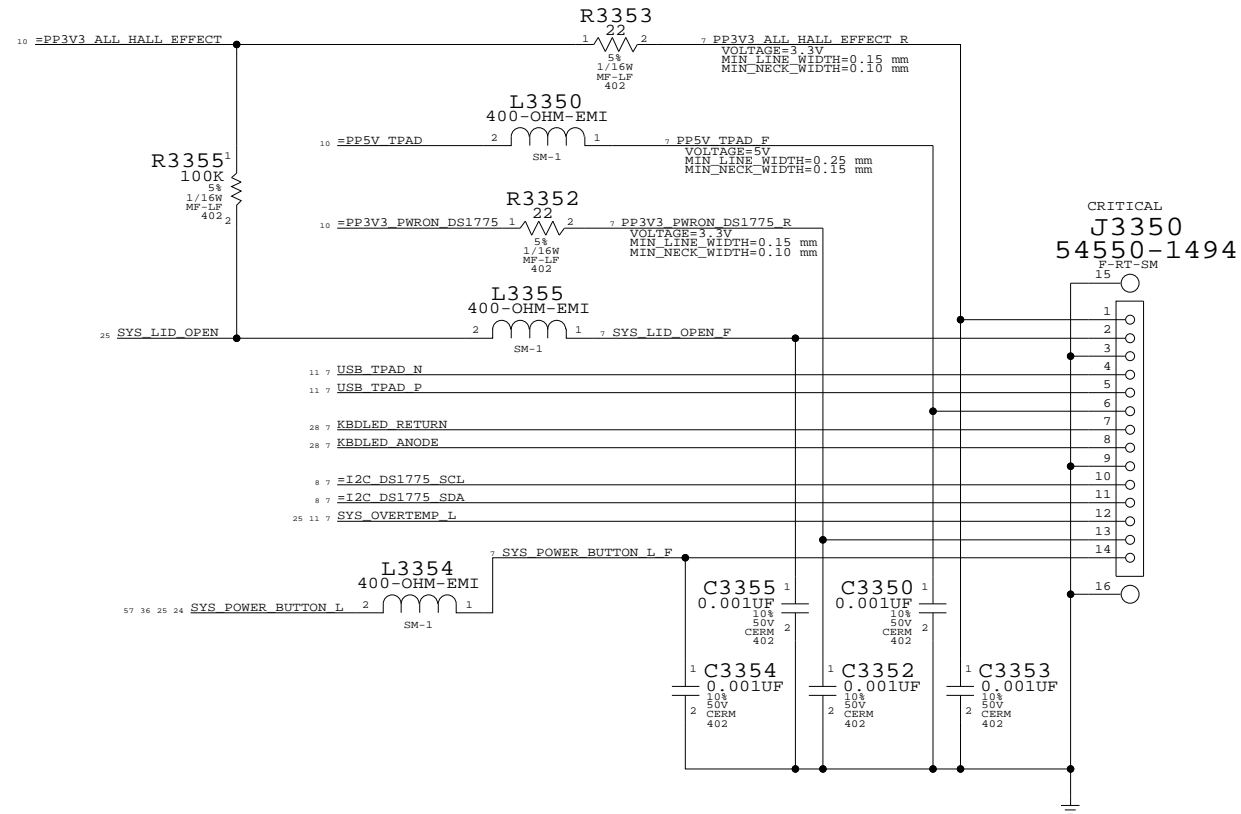 R3353
22
10 =PP3V3_ALL_HALL_EFFECT
1
2
7 PP3V3_ALL_HALL_EFFECT_R
5%
1/16W
MF-LF
402
VOLTAGE=3.3V
MIN_LINE_WIDTH=0.15 mm
MIN_NECK_WIDTH=0.10 mm
L3350
400-OHM-EMI
10 =PP5V_TPAD
2
1
SM-1
7 PP5V_TPAD_F
VOLTAGE=5V
MIN_LINE_WIDTH=0.25 mm
MIN_NECK_WIDTH=0.15 mm
R3355
1
100K
5%
1/16W
MF-LF
402
2
R3352
22
10 =PP3V3_PWRON_DS1775
1
2
5%
1/16W
MF-LF
402
7 PP3V3_PWRON_DS1775_R
VOLTAGE=3.3V
MIN_LINE_WIDTH=0.15 mm
MIN_NECK_WIDTH=0.10 mm
CRITICAL
J3350
54550-1494
F-RT-SM
15
L3355
400-OHM-EMI
25 SYS_LID_OPEN
2
1
SM-1
7 SYS_LID_OPEN_F
1
2
3
4
5
6
7
8
9
10
11
12
13
14
16
11 7 USB_TPAD_N
11 7 USB_TPAD_P
28 7 KBDLED_RETURN
28 7 KBDLED_ANODE
8 7 =I2C_DS1775_SCL
8 7 =I2C_DS1775_SDA
25 11 7 SYS_OVERTEMP_L
7 SYS_POWER_BUTTON_L_F
L3354
400-OHM-EMI
57 36 25 24 SYS_POWER_BUTTON_L
2
1
SM-1
C3355
1
0.001UF
10%
50V
CERM
402
2
C3350
1
0.001UF
10%
50V
CERM
402
2
1
C3354
0.001UF
10%
50V
CERM
402
2
1
C3352
0.001UF
10%
50V
CERM
402
2
1
C3353
0.001UF
10%
50V
CERM
402
2